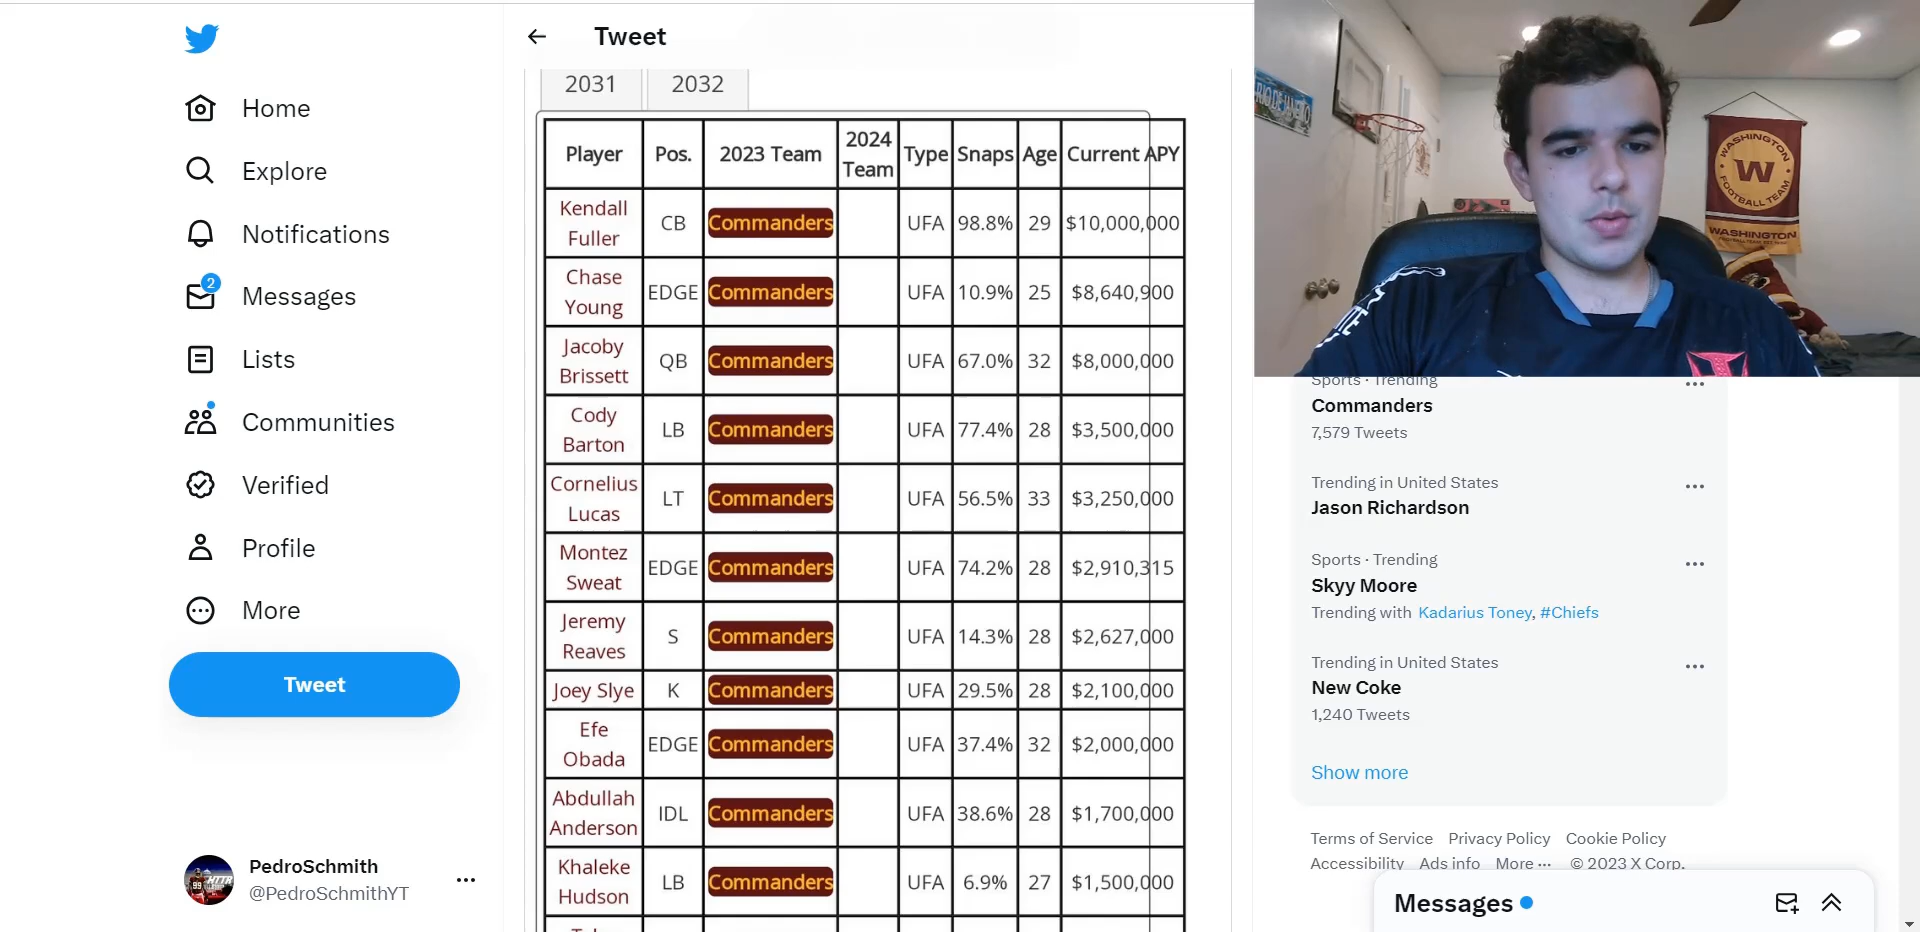 Tweet
2031 2032
Home
Explore
Notifications
2
Messages
Lists
Communities
Verified
Profile
More
Tweet
PedroSchmith
@PedroSchmithYT
Player Pos. 2023 Team 2024 Team Type Snaps Age Current APY
Kendall Fuller CB Commanders UFA 98.8% 29 $10,000,000
Chase Young EDGE Commanders UFA 10.9% 25 $8,640,900
Jacoby Brissett QB Commanders UFA 67.0% 32 $8,000,000
Cody Barton LB Commanders UFA 77.4% 28 $3,500,000
Cornelius Lucas LT Commanders UFA 56.5% 33 $3,250,000
Montez Sweat EDGE Commanders UFA 74.2% 28 $2,910,315
Jeremy Reaves S Commanders UFA 14.3% 28 $2,627,000
Joey Slye K Commanders UFA 29.5% 28 $2,100,000
Efe Obada EDGE Commanders UFA 37.4% 32 $2,000,000
Abdullah Anderson IDL Commanders UFA 38.6% 28 $1,700,000
Khaleke Hudson LB Commanders UFA 6.9% 27 $1,500,000
WASHINGTON
W
FOOTBALL TEAM
WASHINGTON
Sports · Trending
Commanders
7,579 Tweets
Trending in United States
Jason Richardson
Sports · Trending
Skyy Moore
Trending with Kadarius Toney, #Chiefs
Trending in United States
New Coke
1,240 Tweets
Show more
Terms of Service Privacy Policy Cookie Policy
Accessibility Ads info More ··· © 2023 X Corp.
Messages